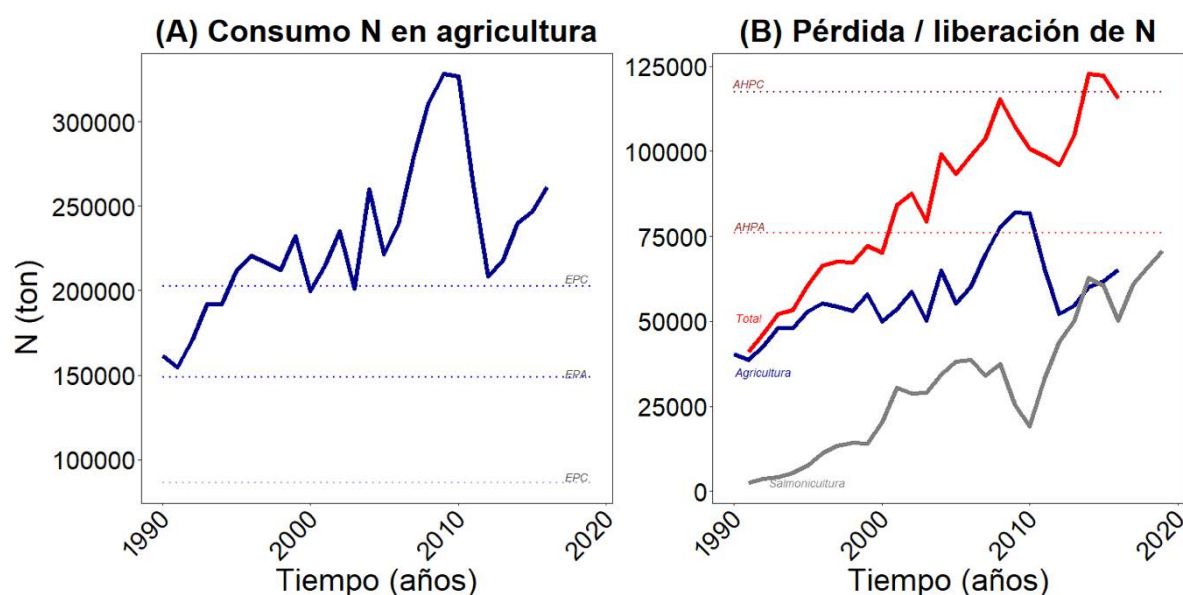 (A) Consumo N en agricultura
N (ton)
300000
250000
200000
150000
100000
EPC
EPA
EPC
1990
2000
2010
2020
Tiempo (años)
(B) Pérdida / liberación de N
125000
100000
75000
50000
25000
0
AHPC
AHPA
Total
Agricultura
Salmonicultura
1990
2000
2010
2020
Tiempo (años)